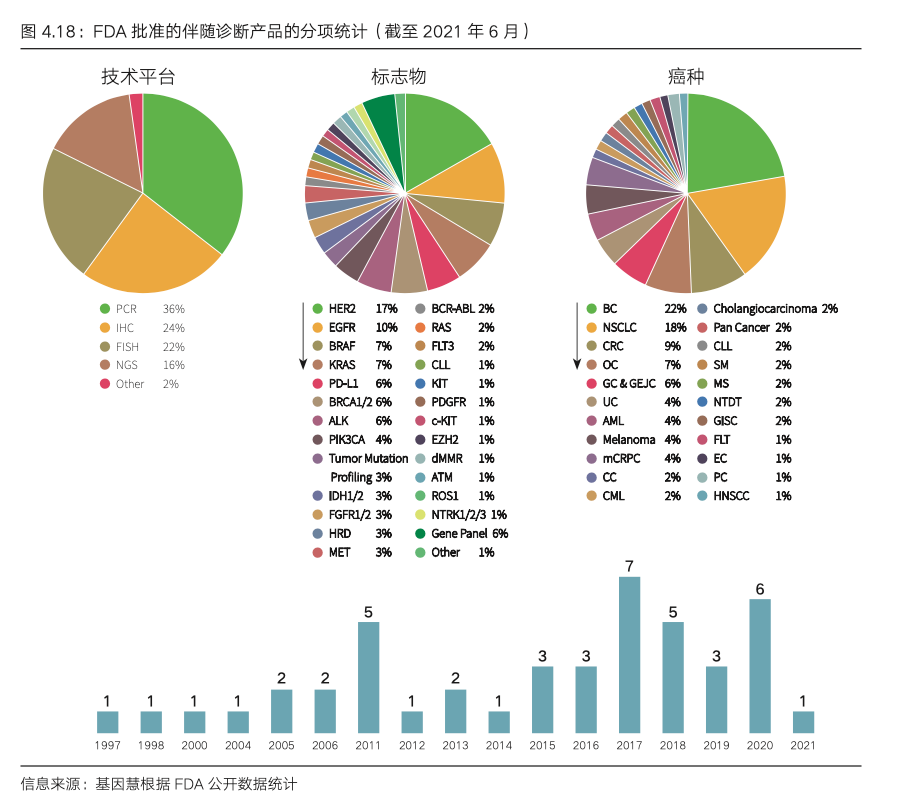 图 4.18：FDA 批准的伴随诊断产品的分项统计（截至 2021 年 6 月）
技术平台
标志物
癌种
PCR 36%
IHC 24%
FISH 22%
NGS 16%
Other 2%
HER2 17%
EGFR 10%
BRAF 7%
KRAS 7%
PD-L1 6%
BRCA1/2 6%
ALK 6%
PIK3CA 4%
Tumor Mutation
Profiling 3%
IDH1/2 3%
FGFR1/2 3%
HRD 3%
MET 3%
BCR-ABL 2%
RAS 2%
FLT3 2%
CLL 1%
KIT 1%
PDGFR 1%
c-KIT 1%
EZH2 1%
dMMR 1%
ATM 1%
ROS1 1%
NTRK1/2/3 1%
Gene Panel 6%
Other 1%
BC 22%
NSCLC 18%
CRC 9%
OC 7%
GC & GEJC 6%
UC 4%
AML 4%
Melanoma 4%
mCRPC 4%
CC 2%
CML 2%
Cholangiocarcinoma 2%
Pan Cancer 2%
CLL 2%
SM 2%
MS 2%
NTDT 2%
GISC 2%
FLT 1%
EC 1%
PC 1%
HNSCC 1%
1 1 1 1 2 2 5 1 2 1 3 3 7 5 3 6 1
1997 1998 2000 2004 2005 2006 2011 2012 2013 2014 2015 2016 2017 2018 2019 2020 2021
信息来源：基因慧根据 FDA 公开数据统计